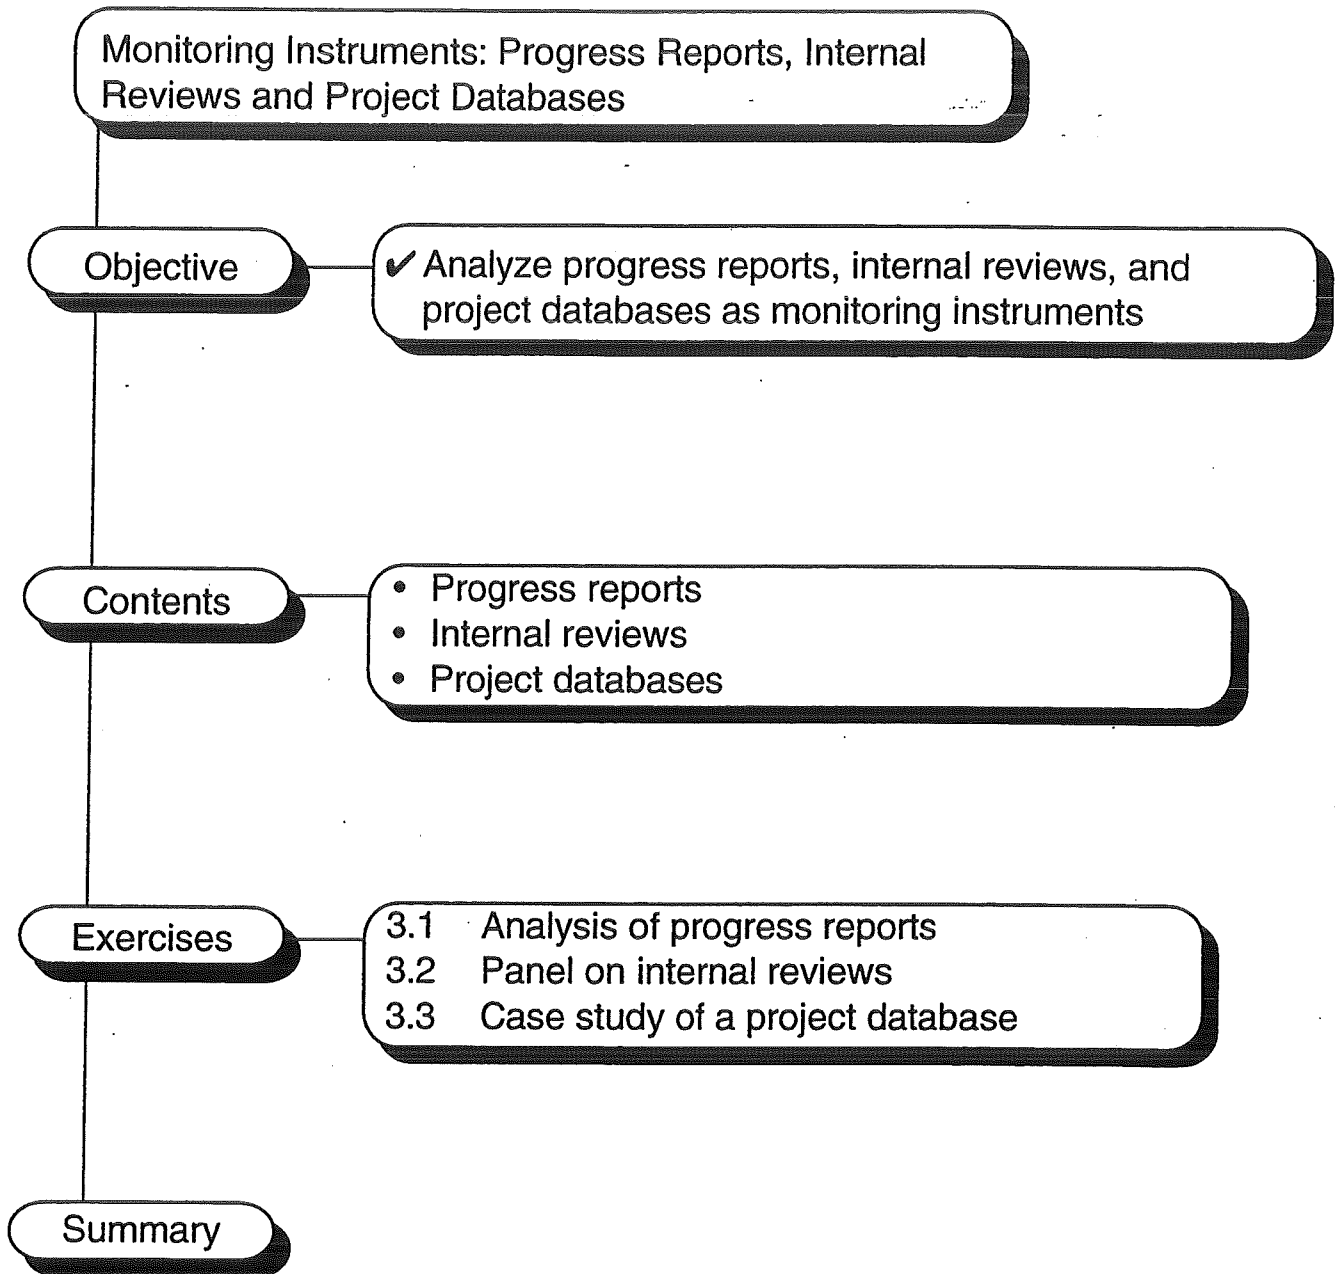 Monitoring Instruments: Progress Reports, Internal
Reviews and Project Databases
Objective
✔ Analyze progress reports, internal reviews, and
project databases as monitoring instruments
Contents
• Progress reports
• Internal reviews
• Project databases
Exercises
3.1 Analysis of progress reports
3.2 Panel on internal reviews
3.3 Case study of a project database
Summary